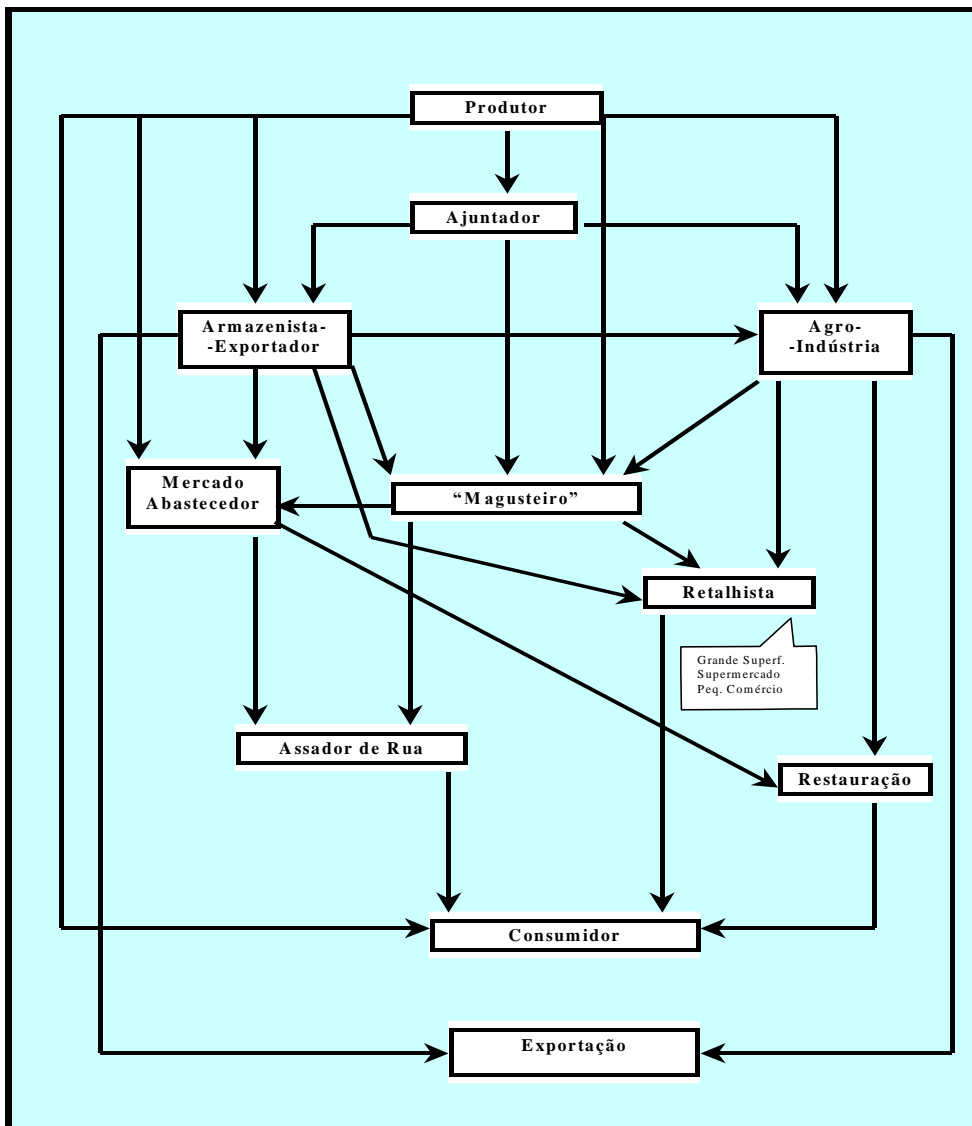 Produtor
Ajuntador
Armazenista-
-Exportador
Agro-
-Indústria
Mercado
Abastecedor
“Magusteiro”
Retalhista
Grande Superf.
Supermercado
Peq. Comércio
Assador de Rua
Restauração
Consumidor
Exportação